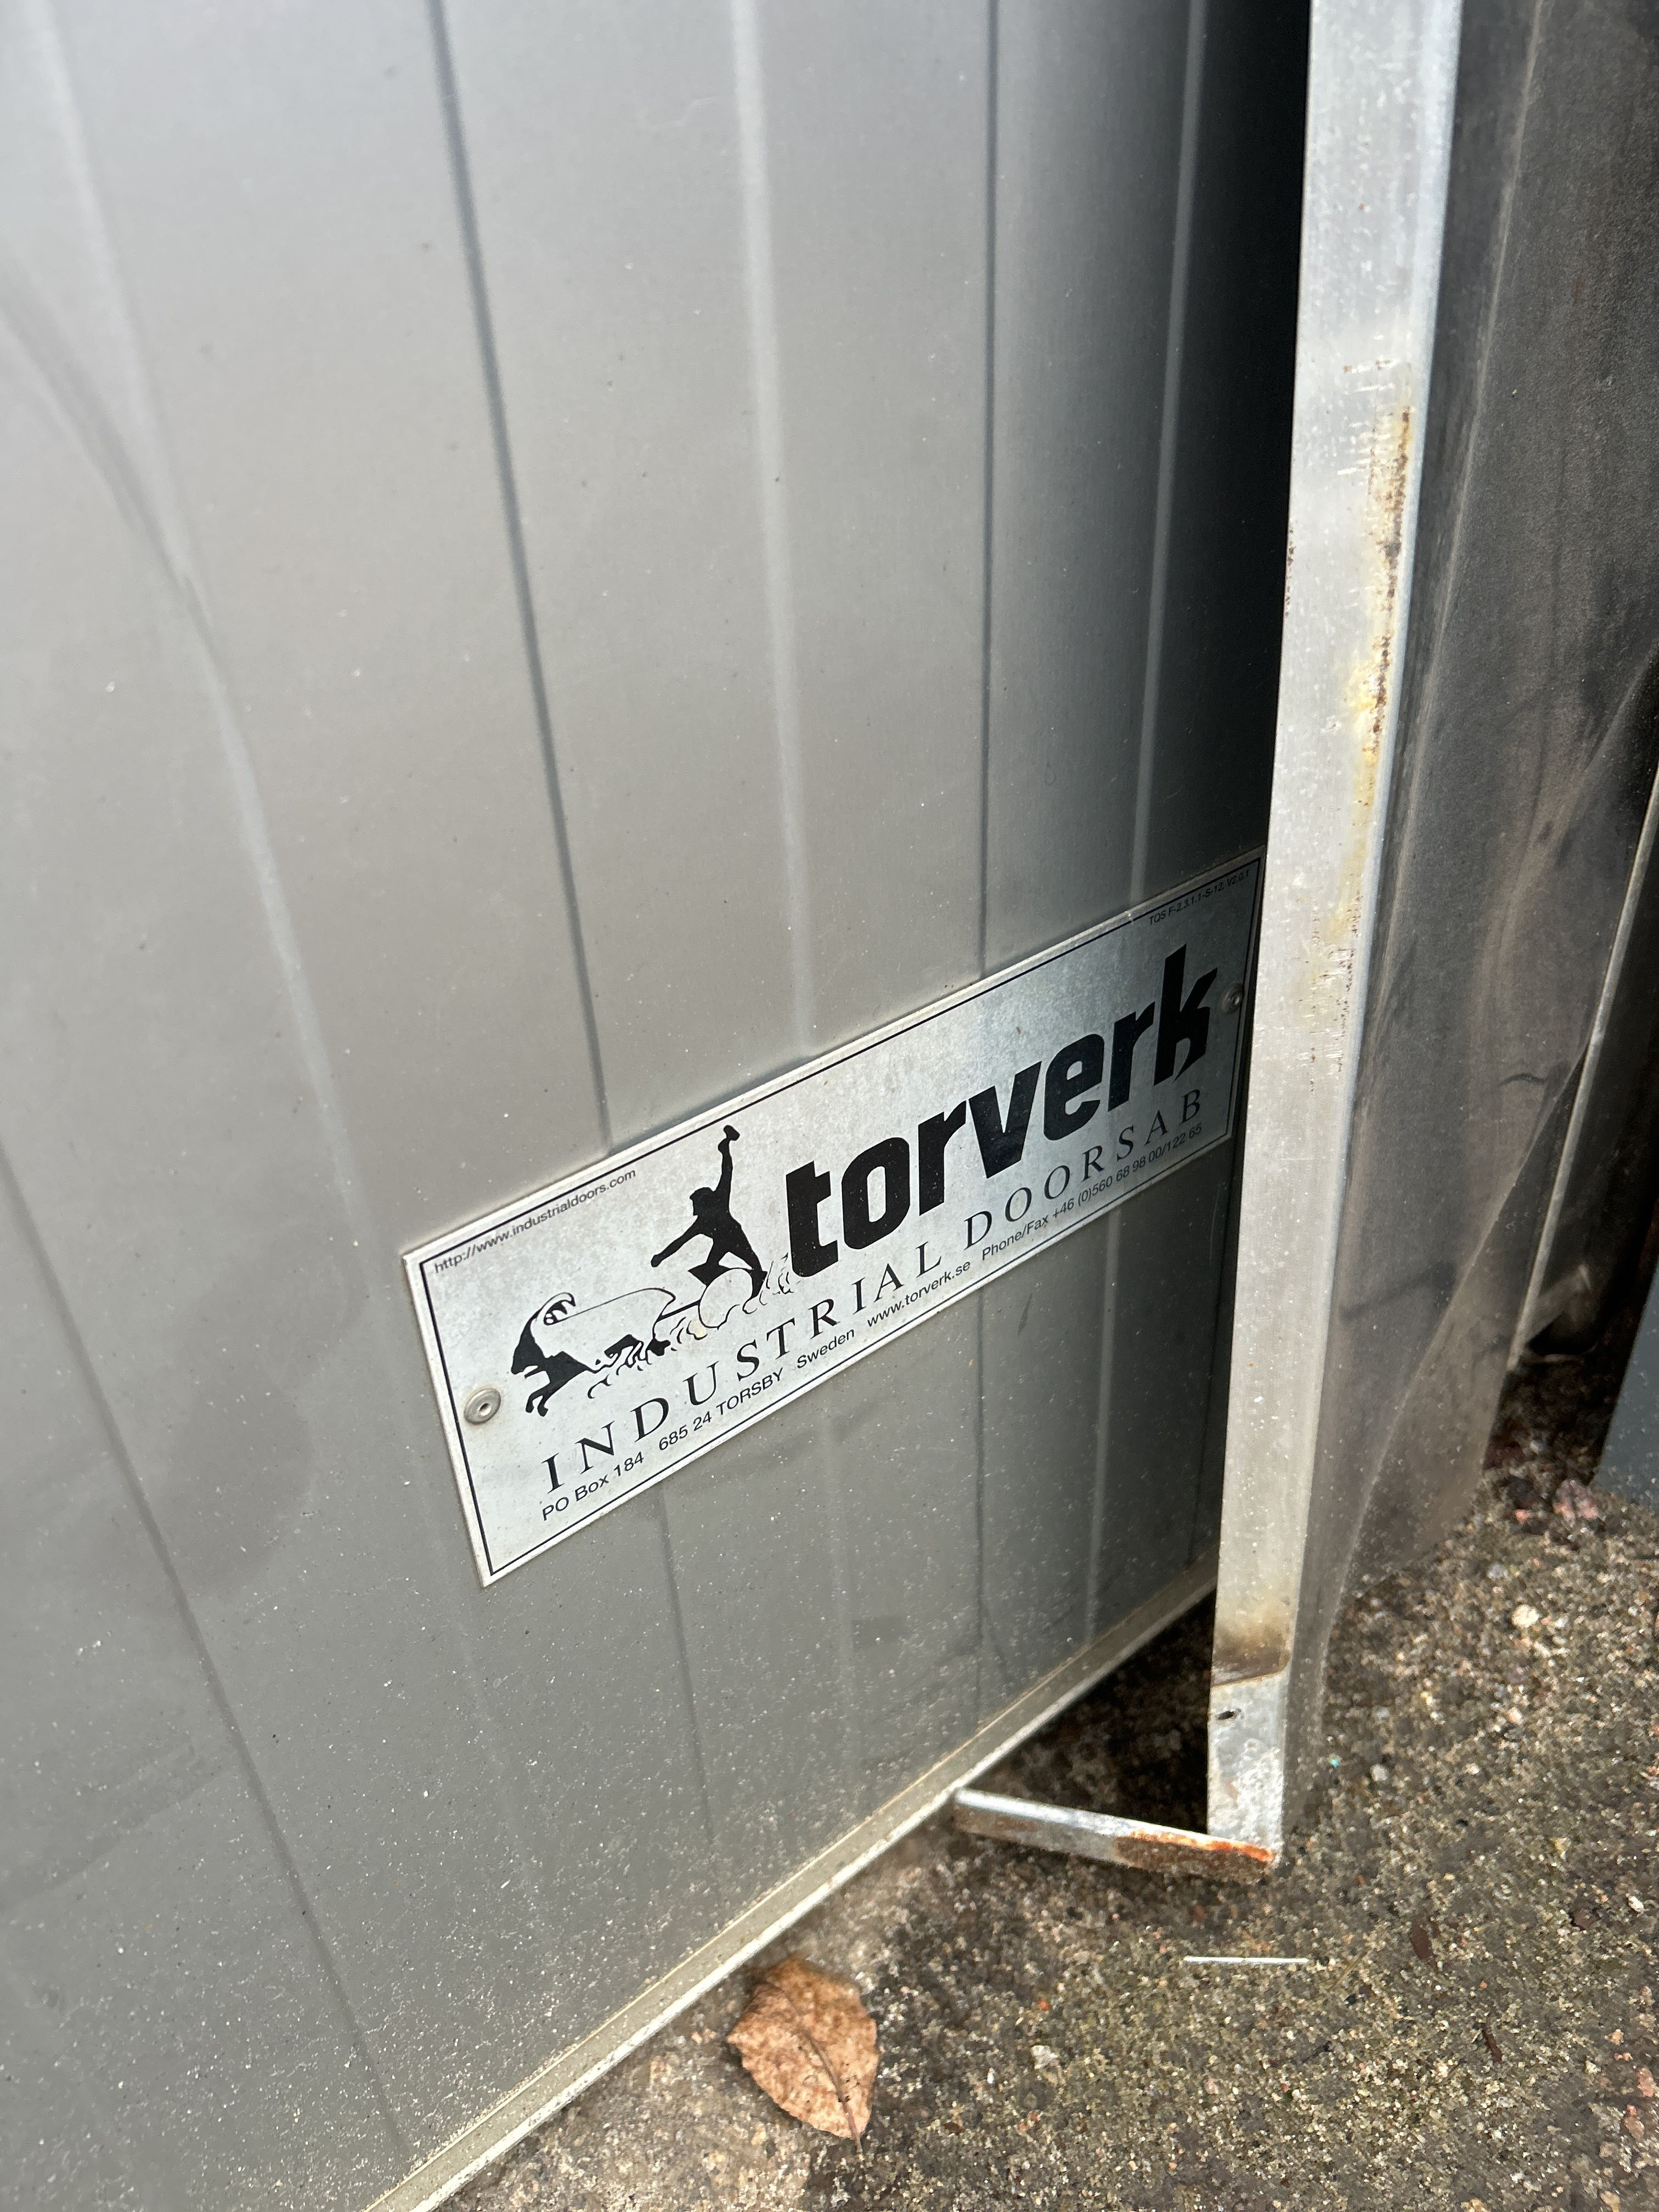 http://www.industrialdoors.com
TQS F-2.3.1.1-S-12, V2.0.1
torverk
INDUSTRIAL DOORS AB
PO Box 184 685 24 TORSBY Sweden www.torverk.se Phone/Fax +46 (0)560 68 98 00/122 65